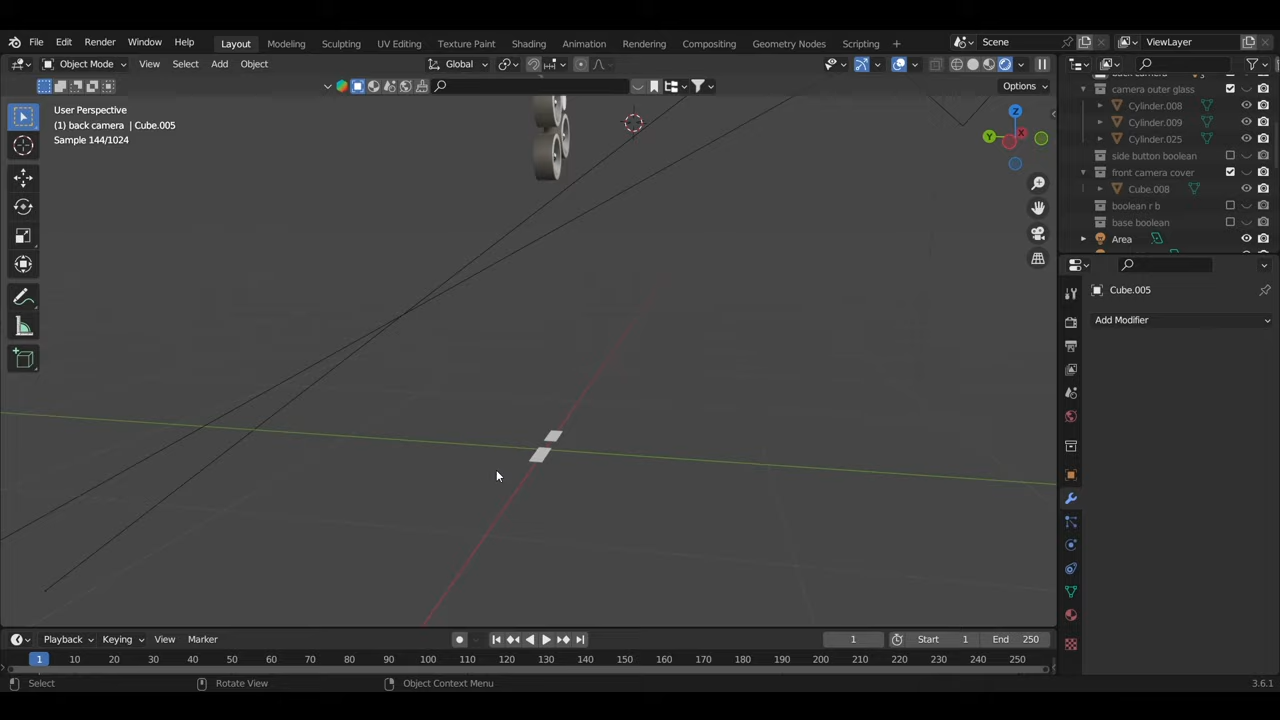 File Edit Render Window Help Layout Modeling Sculpting UV Editing Texture Paint Shading Animation Rendering Compositing Geometry Nodes Scripting + Scene ViewLayer
Object Mode View Select Add Object Global
Options
User Perspective
(1) back camera | Cube.005
Sample 144/1024
Z
Y
X
back camera
camera outer glass
Cylinder.008
Cylinder.009
Cylinder.025
side button boolean
front camera cover
Cube.008
boolean r b
base boolean
Area
Cube.005
Add Modifier
Playback Keying View Marker 1 Start 1 End 250
1 10 20 30 40 50 60 70 80 90 100 110 120 130 140 150 160 170 180 190 200 210 220 230 240 250
Select Rotate View Object Context Menu 3.6.1